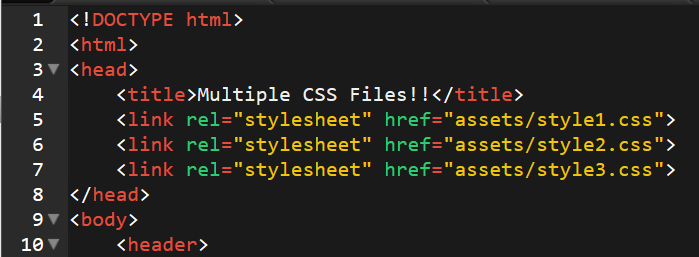 1 <!DOCTYPE html>
2 <html>
3 <head>
4     <title>Multiple CSS Files!!</title>
5     <link rel="stylesheet" href="assets/style1.css">
6     <link rel="stylesheet" href="assets/style2.css">
7     <link rel="stylesheet" href="assets/style3.css">
8 </head>
9 <body>
10     <header>